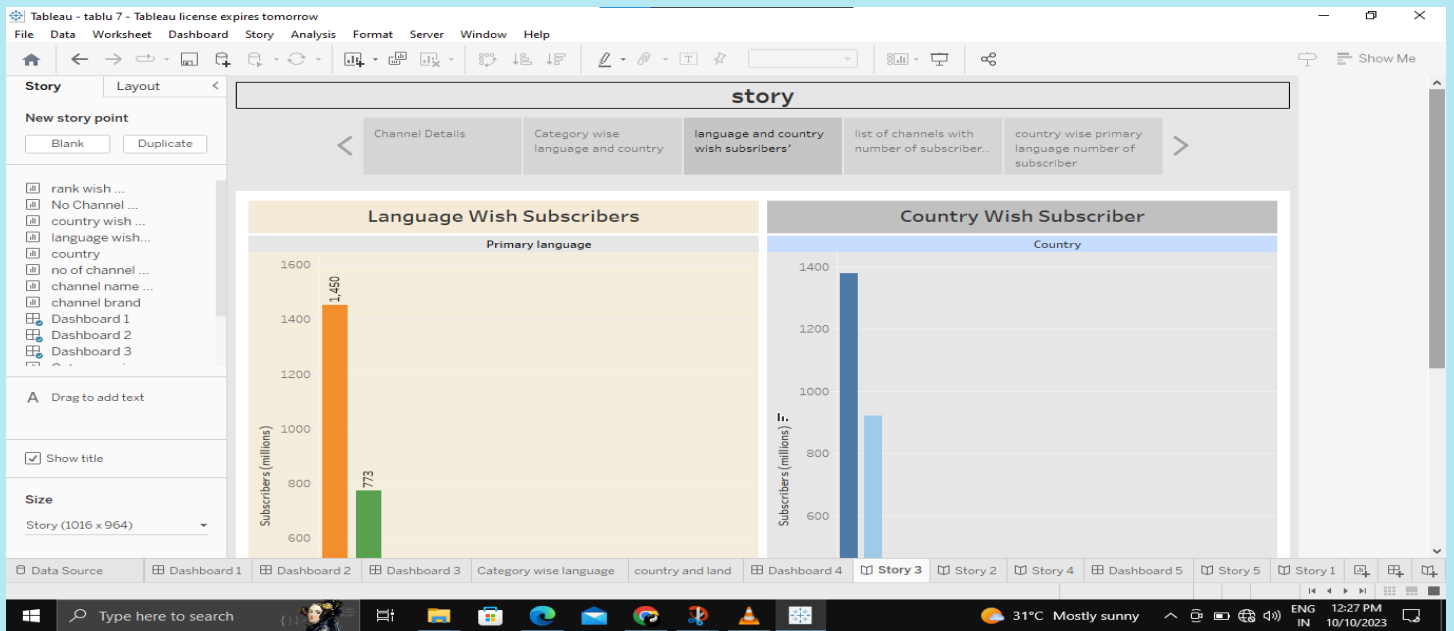 Tableau - tablu 7 - Tableau license expires tomorrow
File Data Worksheet Dashboard Story Analysis Format Server Window Help
Show Me
Story Layout
New story point
Blank Duplicate
rank wish ...
No Channel ...
country wish ...
language wish...
country
no of channel ...
channel name ...
channel brand
Dashboard 1
Dashboard 2
Dashboard 3
A Drag to add text
Show title
Size
Story (1016 x 964)
story
Channel Details
Category wise
language and country
language and country
wish subsribers’
list of channels with
number of subscriber..
country wise primary
language number of
subscriber
Language Wish Subscribers
Primary language
1600
1400
1200
1000
800
600
Subscribers (millions)
1,450
773
Country Wish Subscriber
Country
1400
1200
1000
800
600
Subscribers (millions)
Data Source Dashboard 1 Dashboard 2 Dashboard 3 Category wise language country and land Dashboard 4 Story 3 Story 2 Story 4 Dashboard 5 Story 5 Story 1
Type here to search
31°C Mostly sunny
ENG
IN
12:27 PM
10/10/2023